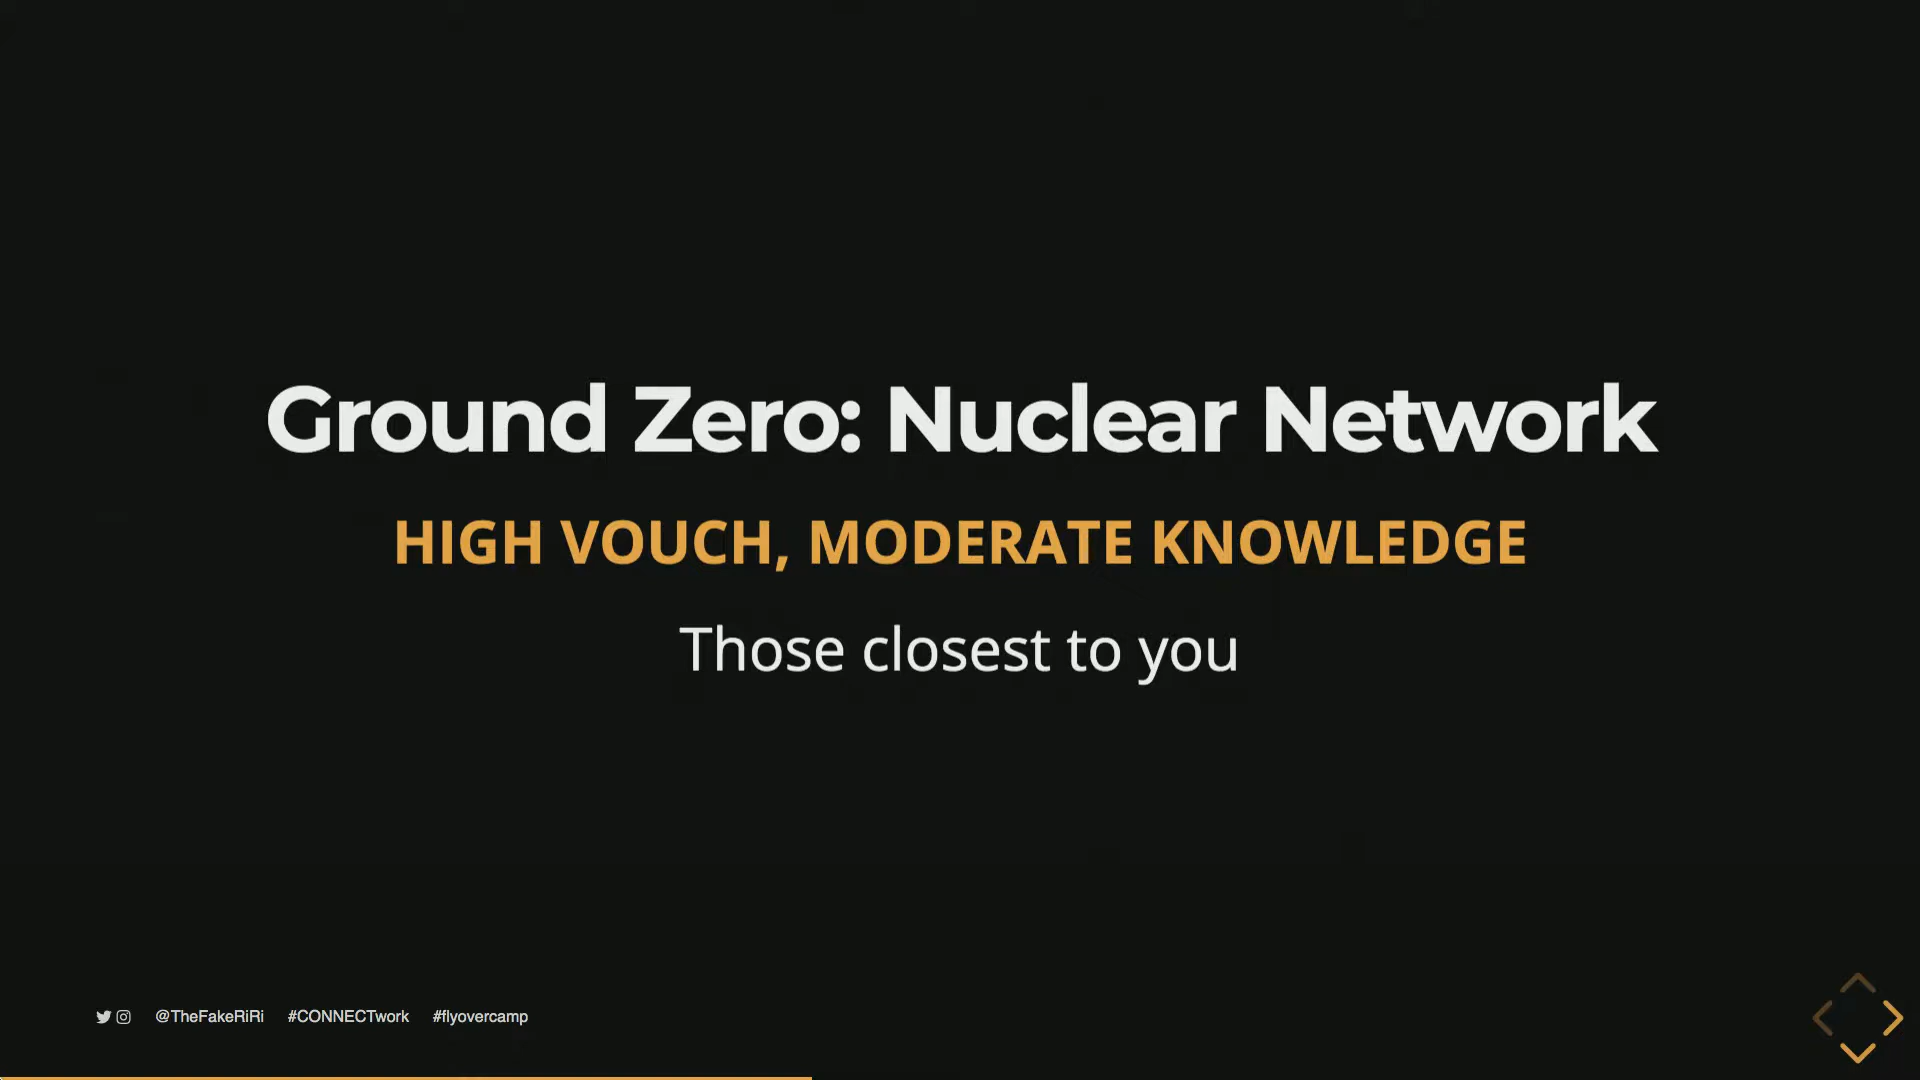 Ground Zero: Nuclear Network
HIGH VOUCH, MODERATE KNOWLEDGE
Those closest to you
@TheFakeRiRi #CONNECTwork #flyovercamp